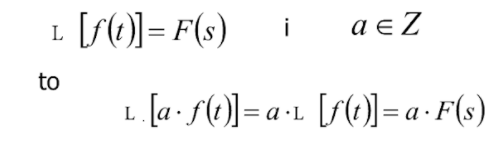 L [f(t)]= F(s) i a ∈ Z
to
L . [a · f(t)]= a · L [f(t)]= a · F(s)